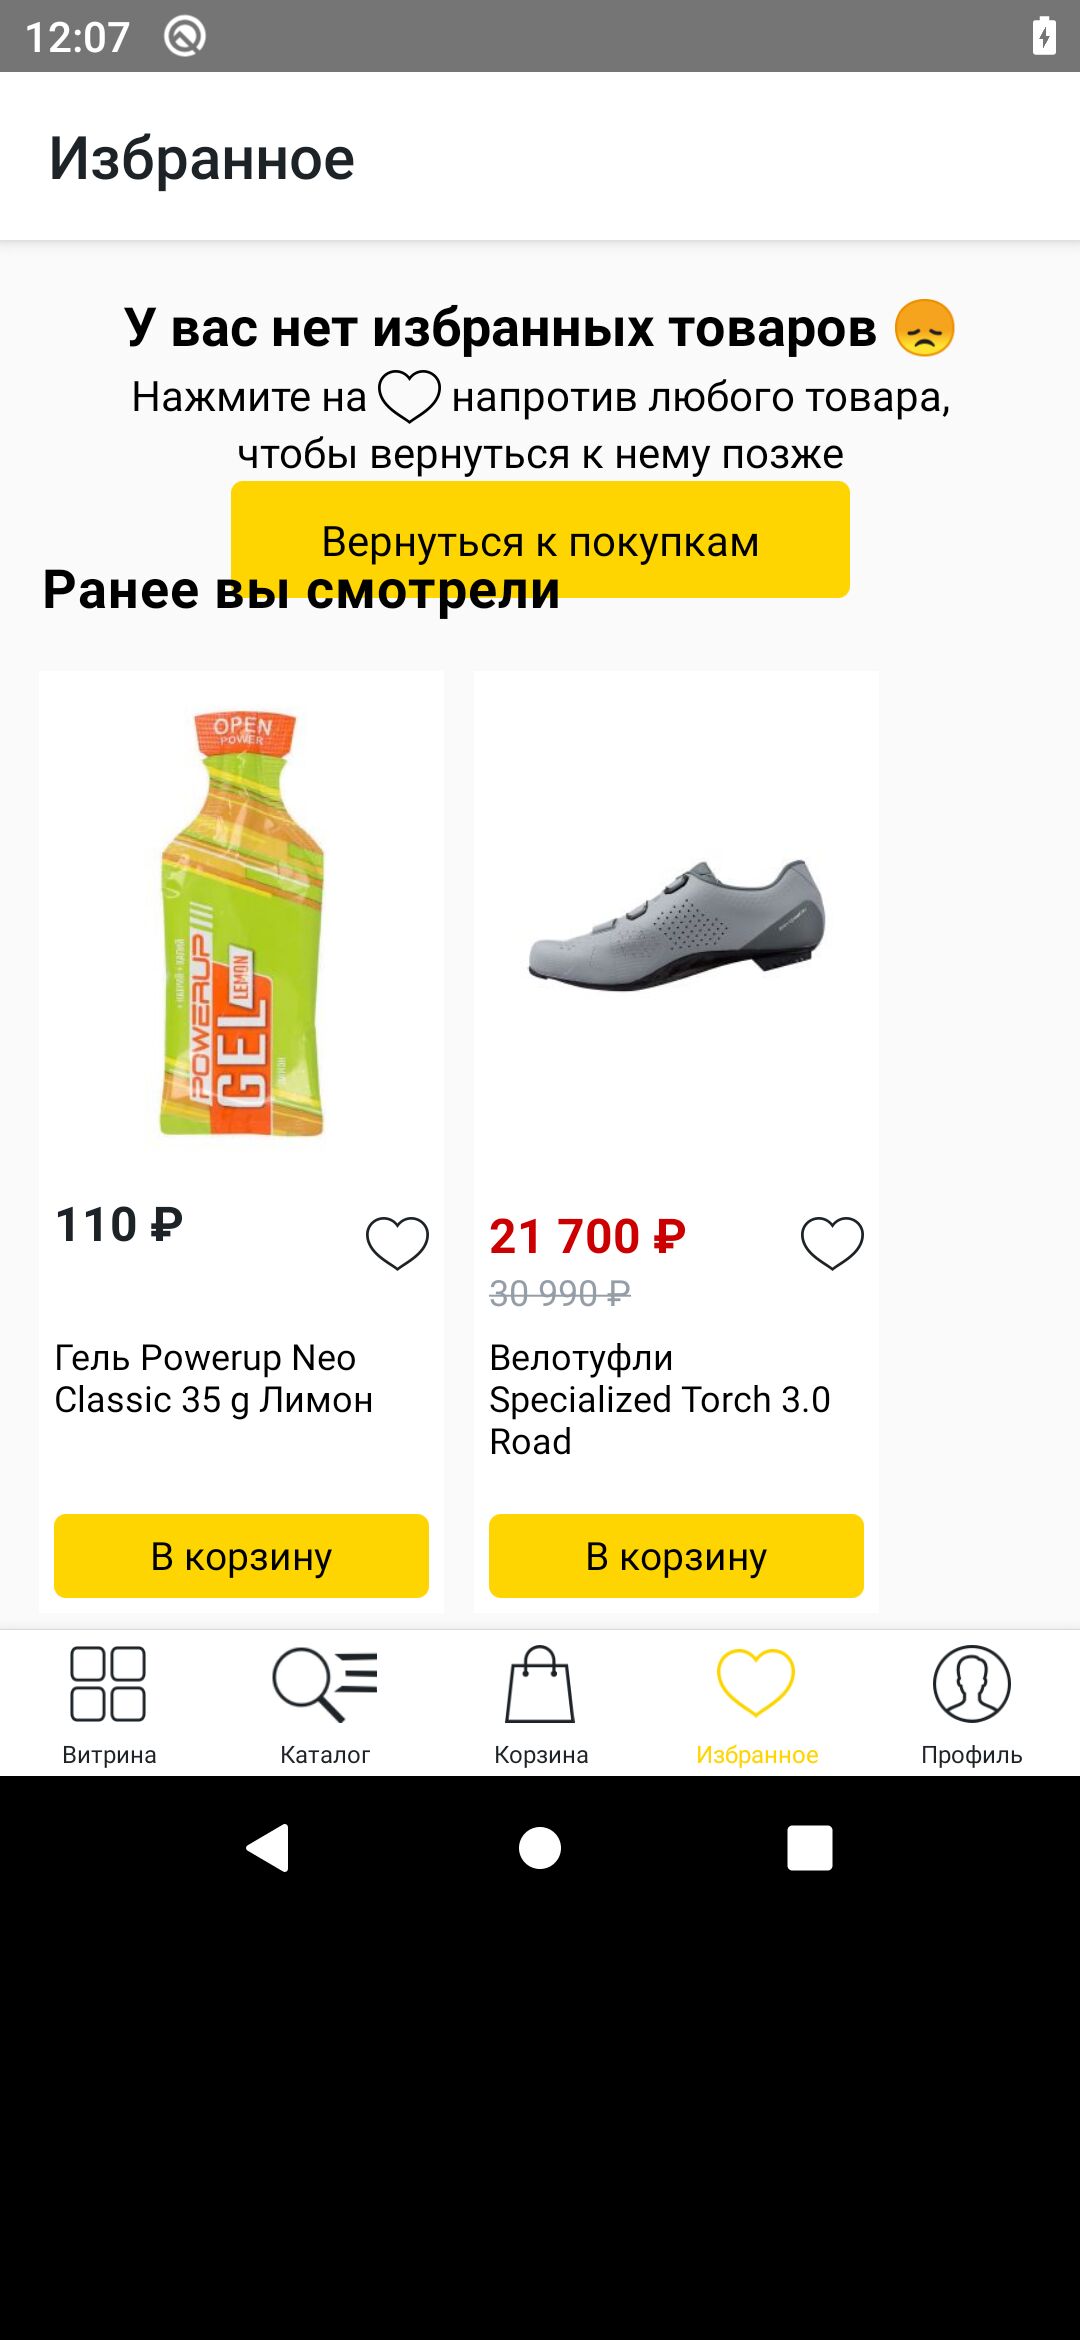 12:07
Избранное
У вас нет избранных товаров 😞
Нажмите на напротив любого товара,
чтобы вернуться к нему позже
Вернуться к покупкам
Ранее вы смотрели
OPEN
POWER
POWERUP
GEL
LEMON
110 ₽
Гель Powerup Neo
Classic 35 g Лимон
В корзину
21 700 ₽
30 990 ₽
Велотуфли
Specialized Torch 3.0
Road
В корзину
Витрина
Каталог
Корзина
Избранное
Профиль